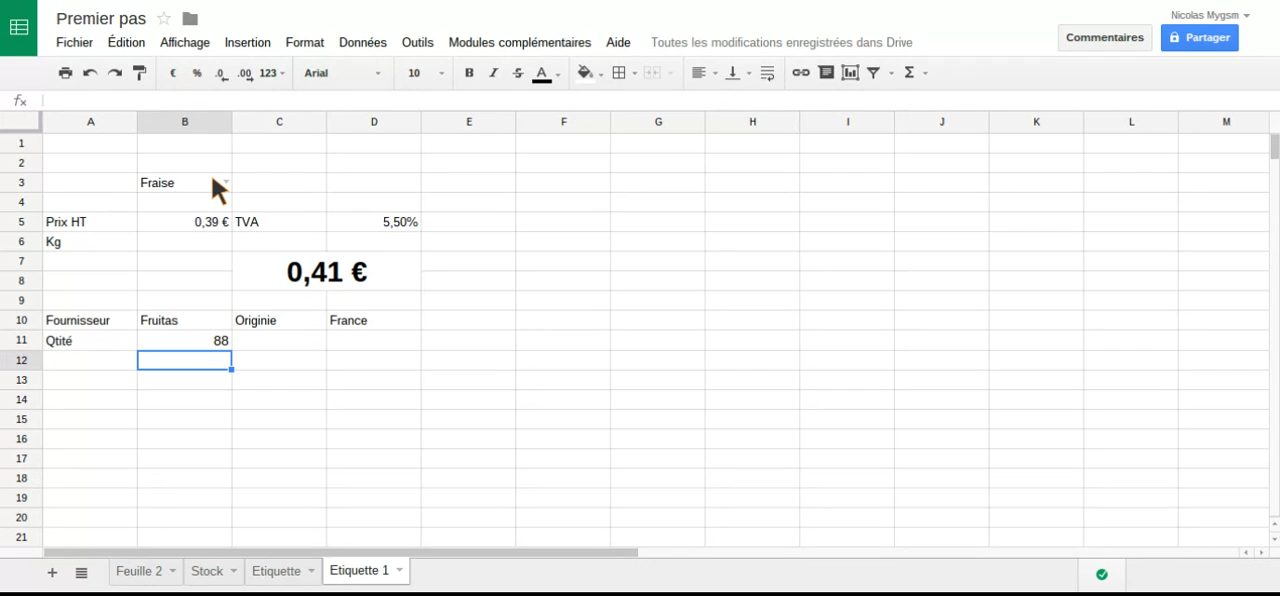 Premier pas
Nicolas Mygsm
Fichier Édition Affichage Insertion Format Données Outils Modules complémentaires Aide Toutes les modifications enregistrées dans Drive
Commentaires Partager
€ % .0 .00 123 Arial 10 B I S A Σ
fx
A B C D E F G H I J K L M
1
2
3 Fraise
4
5 Prix HT 0,39 € TVA 5,50%
6 Kg
7
0,41 €
8
9
10 Fournisseur Fruitas Originie France
11 Qtité 88
12
13
14
15
16
17
18
19
20
21
+ Feuille 2 Stock Etiquette Etiquette 1